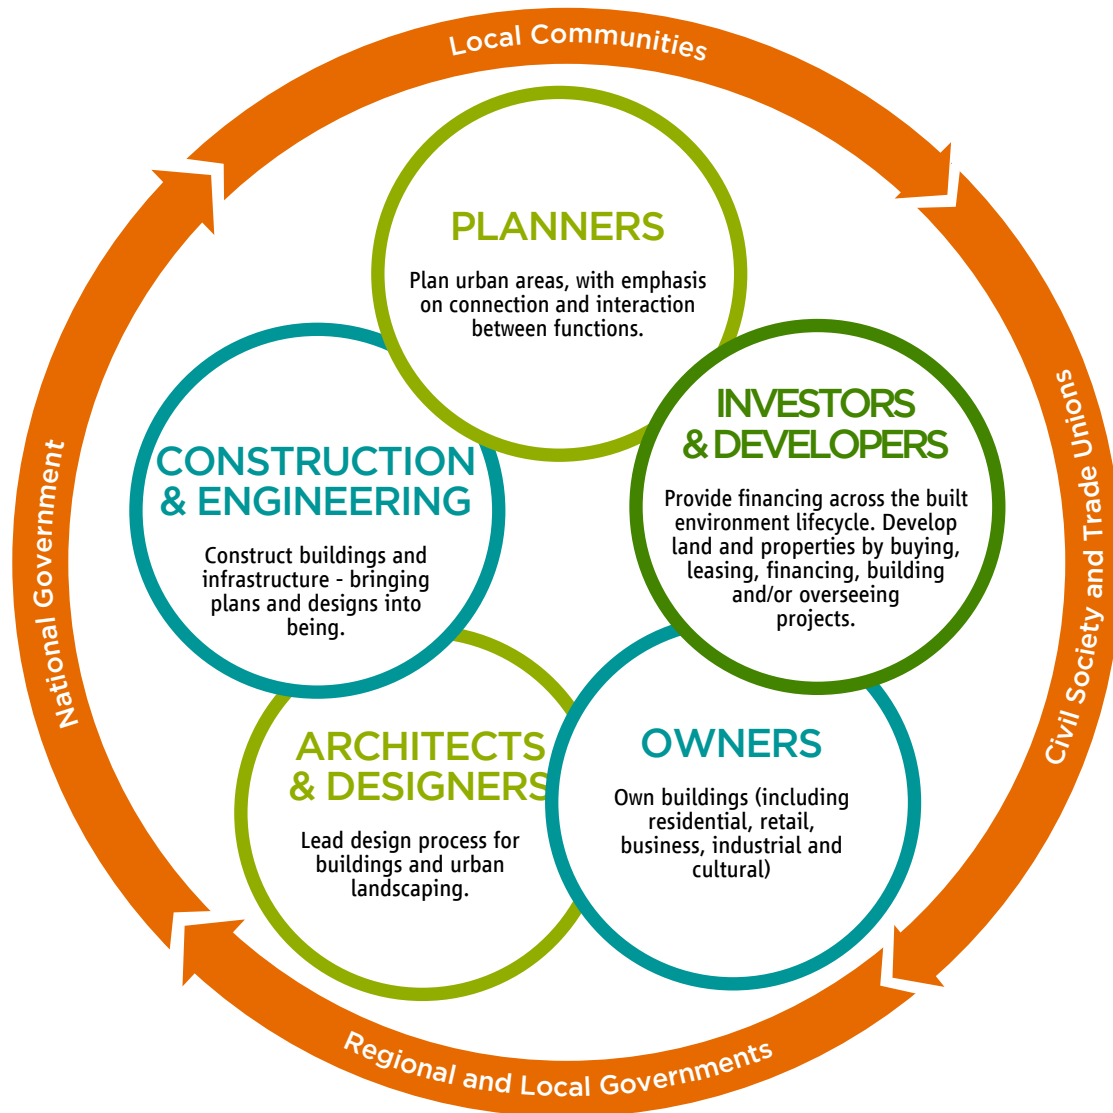 Local Communities
PLANNERS
Plan urban areas, with emphasis
on connection and interaction
between functions.
INVESTORS
& DEVELOPERS
Provide financing across the built
environment lifecycle. Develop
land and properties by buying,
leasing, financing, building
and/or overseeing
projects.
CONSTRUCTION
& ENGINEERING
Construct buildings and
infrastructure - bringing
plans and designs into
being.
ARCHITECTS
& DESIGNERS
Lead design process for
buildings and urban
landscaping.
OWNERS
Own buildings (including
residential, retail,
business, industrial and
cultural)
Civil Society and Trade Unions
Regional and Local Governments
National Government